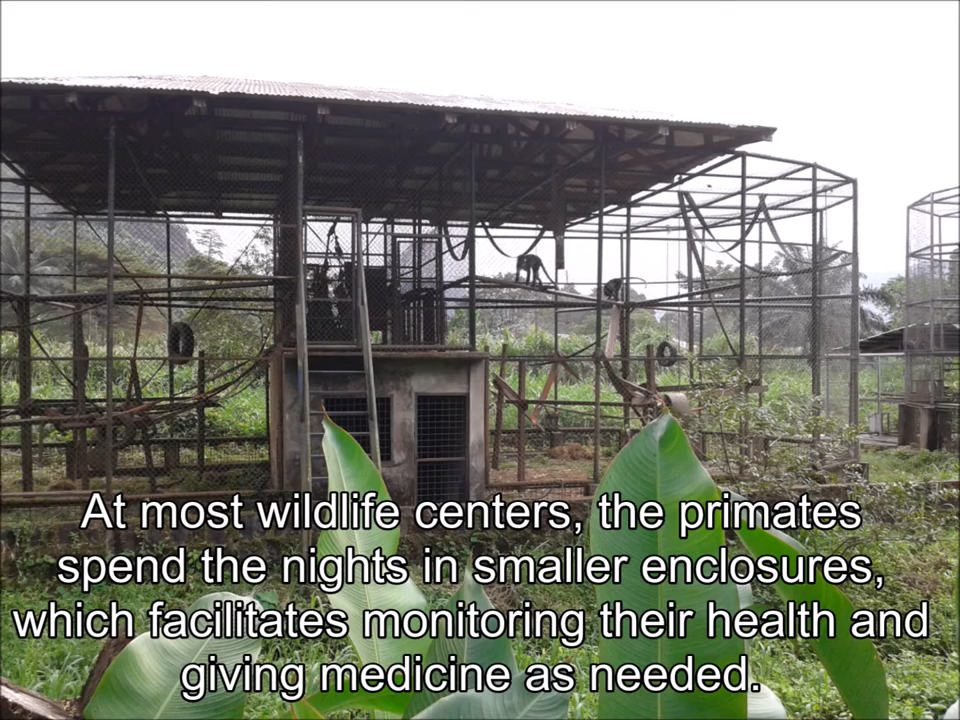 At most wildlife centers, the primates
spend the nights in smaller enclosures,
which facilitates monitoring their health and
giving medicine as needed.